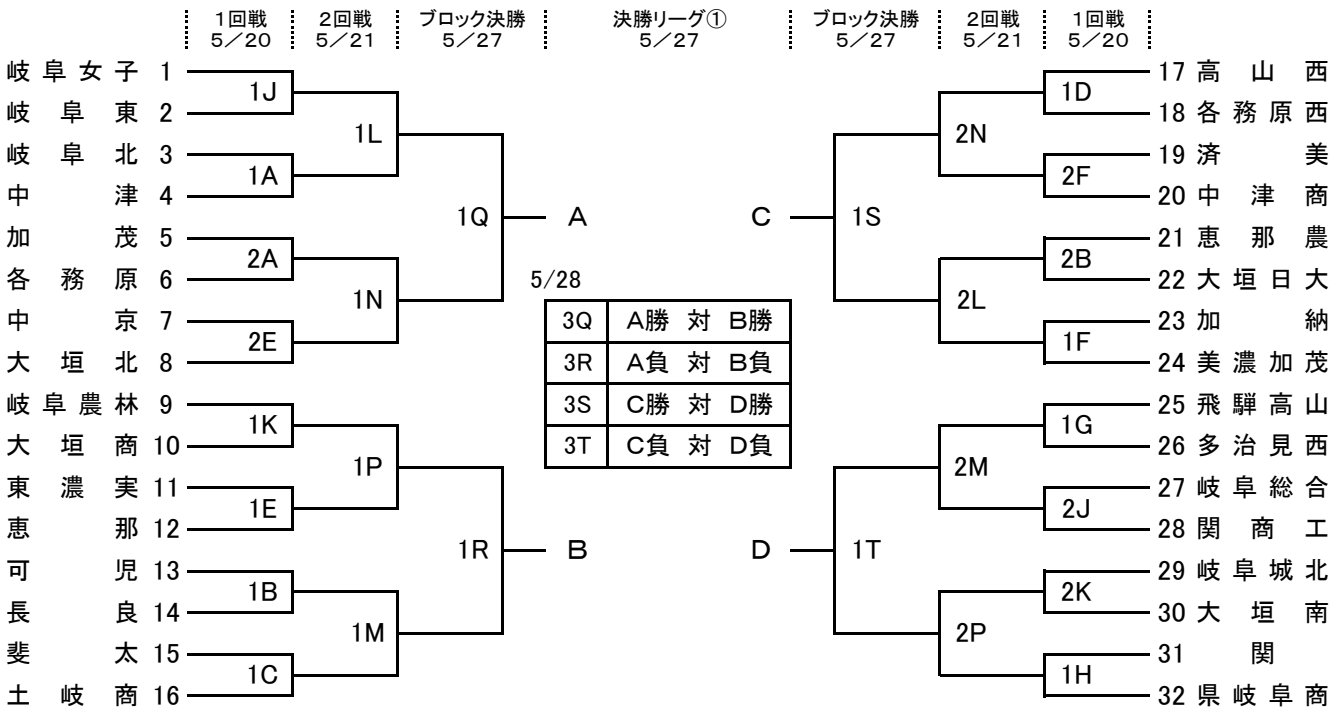 1回戦 2回戦 ブロック決勝 決勝リーグ① ブロック決勝 2回戦 1回戦
5/20 5/21 5/27 5/27 5/27 5/21 5/20
岐阜女子 1 17 高山西
1J 1D
岐阜東 2 18 各務原西
1L 2N
岐阜北 3 19 済美
1A 2F
中津 4 20 中津商
1Q A C 1S
加茂 5 21 恵那農
2A 2B
各務原 6 22 大垣日大
1N 5/28 2L
中京 7 23 加納
3Q A勝 対 B勝
2E 1F
大垣北 8 24 美濃加茂
3R A負 対 B負
岐阜農林 9 25 飛騨高山
3S C勝 対 D勝
1K 1G
大垣商 10 26 多治見西
3T C負 対 D負
1P 2M
東濃実 11 27 岐阜総合
1E 2J
恵那 12 28 関商工
1R B D 1T
可児 13 29 岐阜城北
1B 2K
長良 14 30 大垣南
1M 2P
斐太 15 31 関
1C 1H
土岐商 16 32 県岐阜商